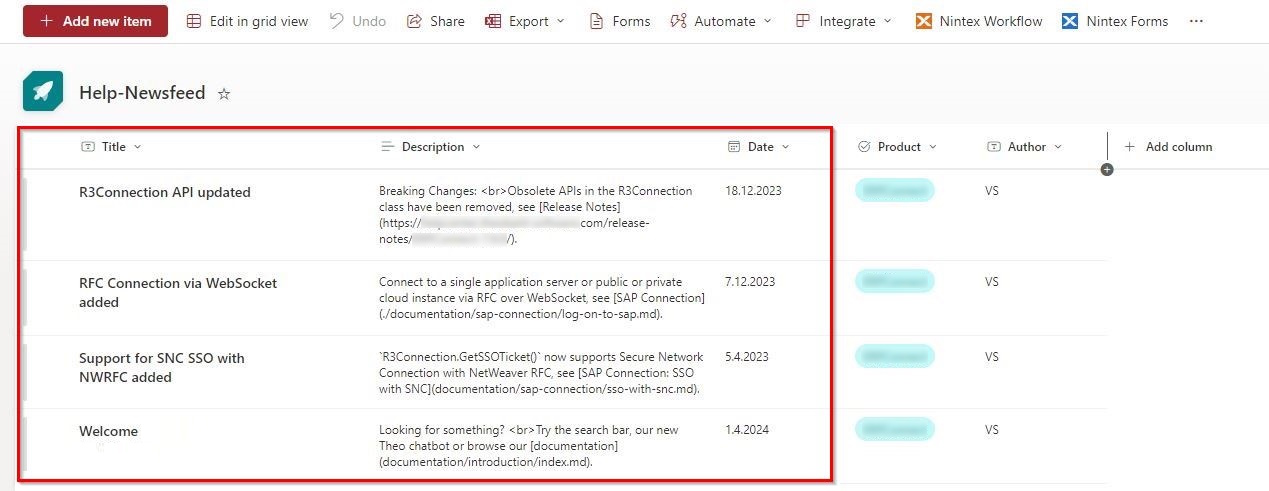 Add new item Edit in grid view Undo Share Export Forms Automate Integrate Nintex Workflow Nintex Forms ...
Help-Newsfeed
Title Description Date Product Author Add column
R3Connection API updated
Breaking Changes: <br>Obsolete APIs in the R3Connection
class have been removed, see [Release Notes]
(https://
com/release-
notes/
/).
18.12.2023
VS
RFC Connection via WebSocket
added
Connect to a single application server or public or private
cloud instance via RFC over WebSocket, see [SAP Connection]
(./documentation/sap-connection/log-on-to-sap.md).
7.12.2023
VS
Support for SNC SSO with
NWRFC added
`R3Connection.GetSSOTicket()` now supports Secure Network
Connection with NetWeaver RFC, see [SAP Connection: SSO
with SNC](documentation/sap-connection/sso-with-snc.md).
5.4.2023
VS
Welcome
Looking for something? <br>Try the search bar, our new
Theo chatbot or browse our [documentation]
(documentation/introduction/index.md).
1.4.2024
VS